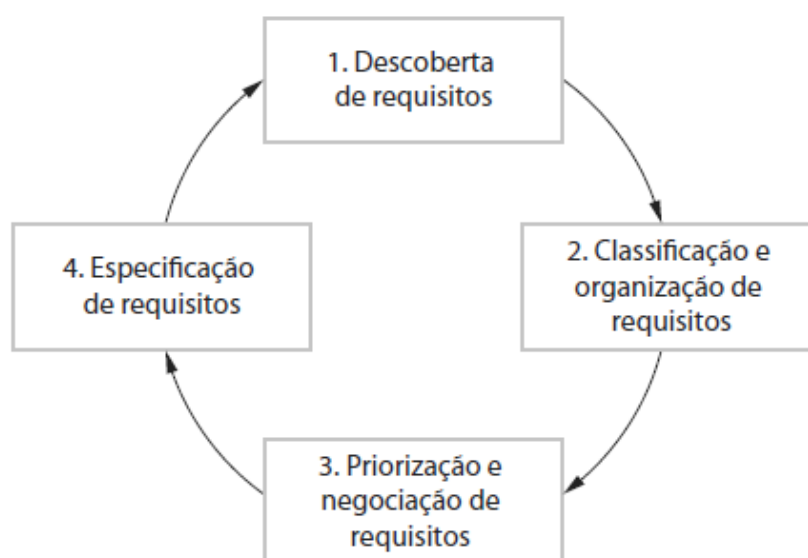 1. Descoberta
de requisitos
2. Classificação e
organização de
requisitos
3. Priorização e
negociação de
requisitos
4. Especificação
de requisitos